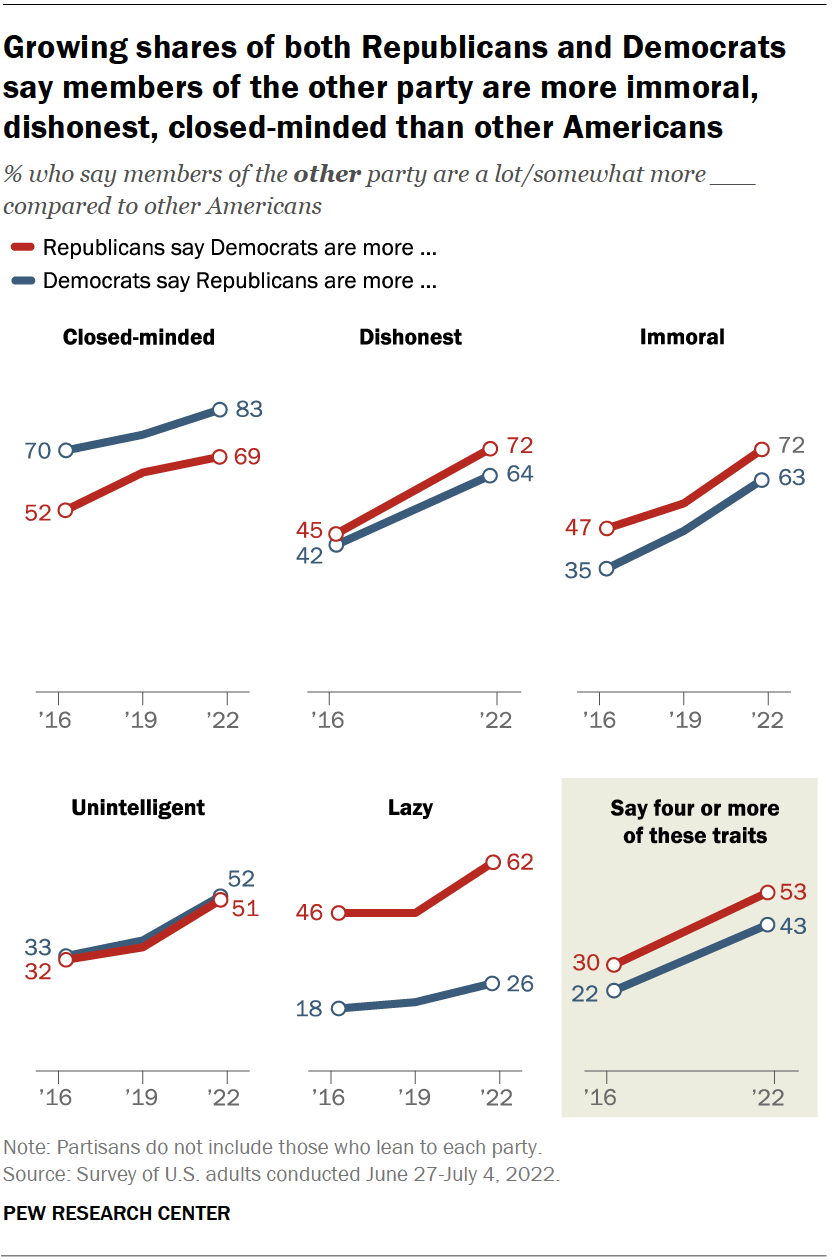 Growing shares of both Republicans and Democrats
say members of the other party are more immoral,
dishonest, closed-minded than other Americans
% who say members of the other party are a lot/somewhat more ___
compared to other Americans
Republicans say Democrats are more ...
Democrats say Republicans are more ...
Closed-minded
Dishonest
Immoral
70
83
52
69
45
42
72
64
47
35
72
63
’16 ’19 ’22
’16 ’22
’16 ’19 ’22
Unintelligent
Lazy
Say four or more
of these traits
33
32
52
51
46
62
18
26
30
22
53
43
’16 ’19 ’22
’16 ’19 ’22
’16 ’22
Note: Partisans do not include those who lean to each party.
Source: Survey of U.S. adults conducted June 27-July 4, 2022.
PEW RESEARCH CENTER